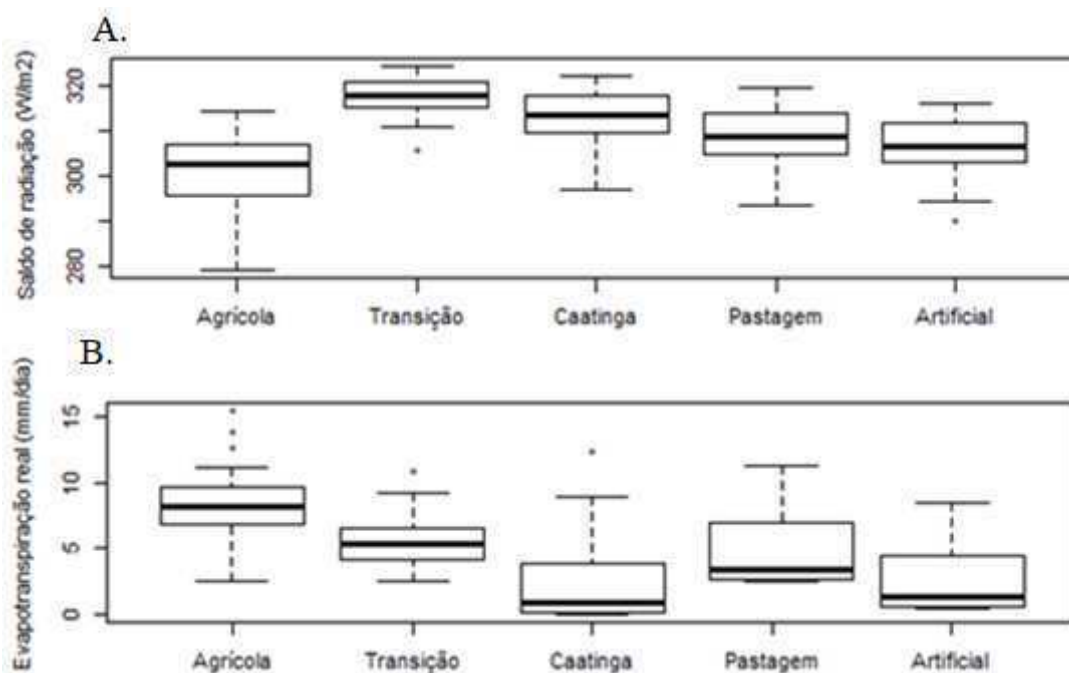 A.
Saldo de radiação (W/m2)
320
300
280
Agrícola Transição Caatinga Pastagem Artificial
B.
Evapotranspiração real (mm/dia)
15
10
5
0
Agrícola Transição Caatinga Pastagem Artificial